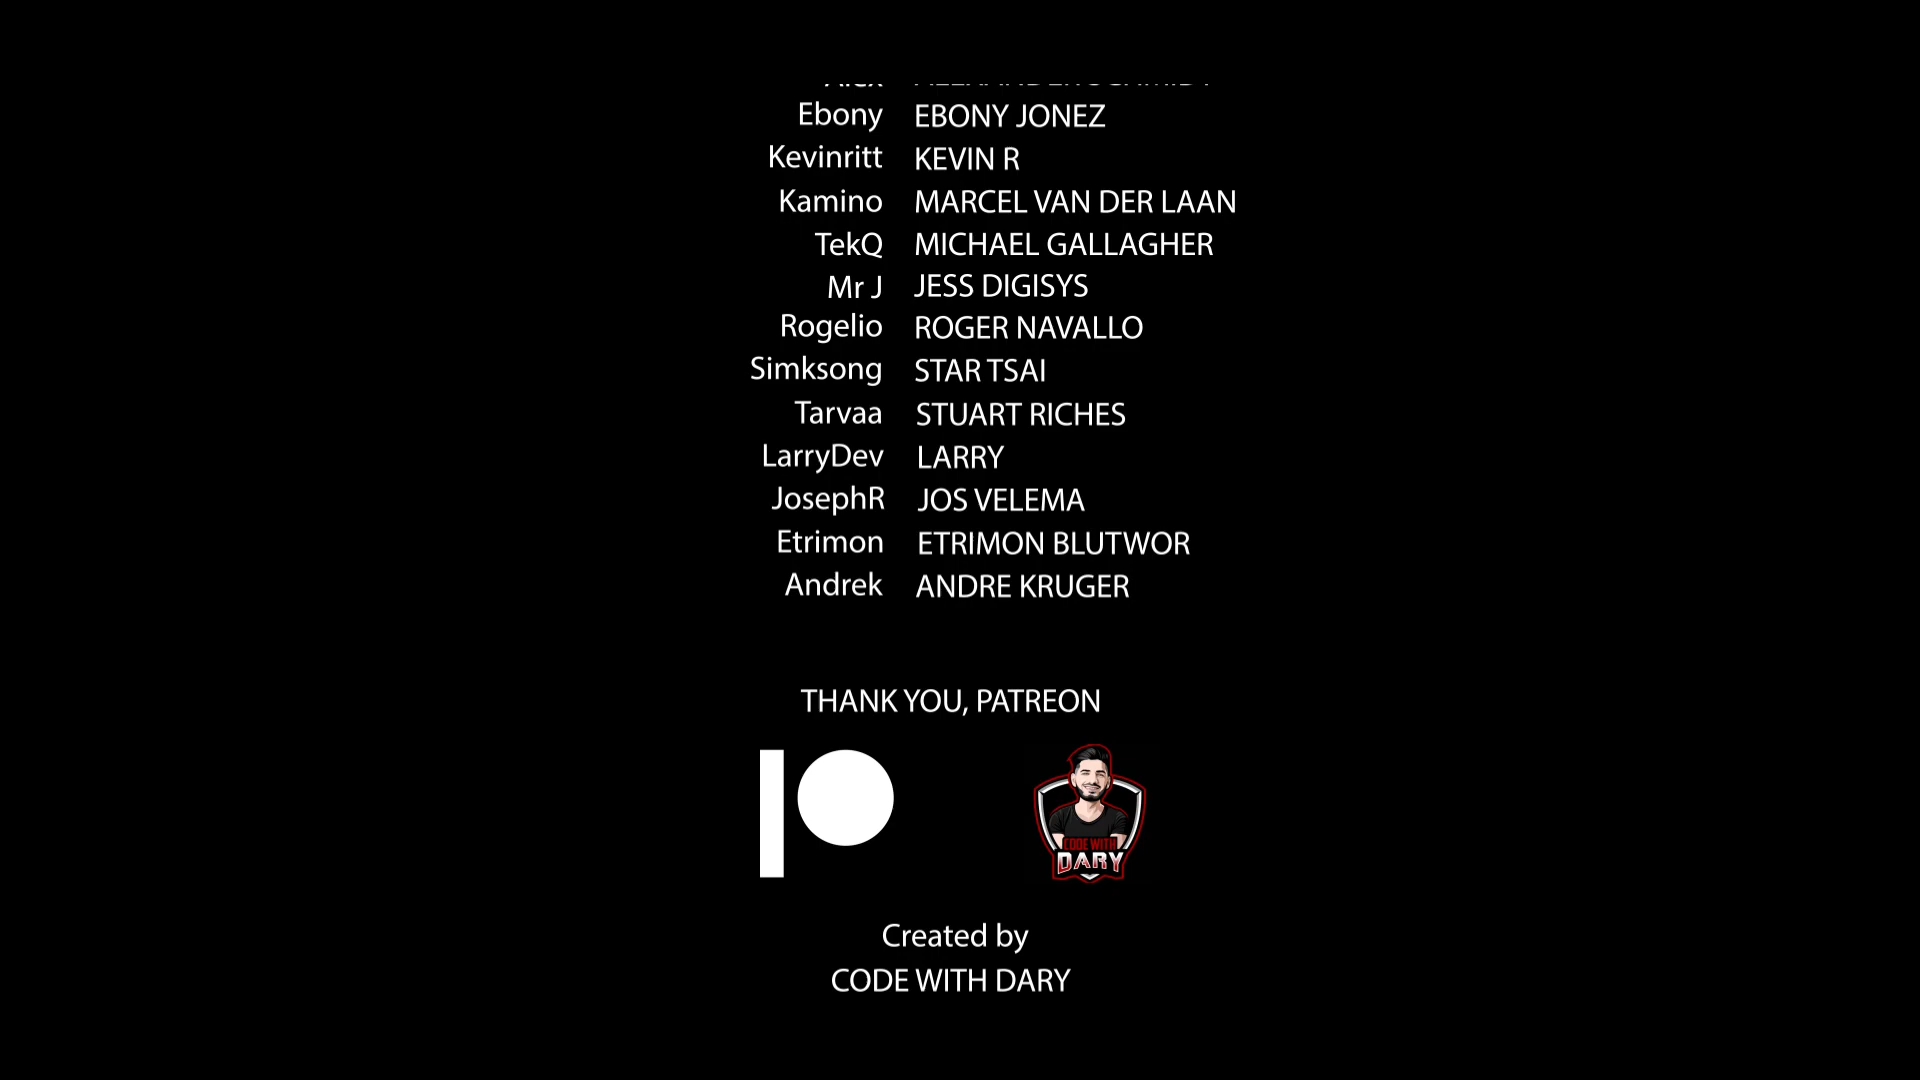 Ebony EBONY JONEZ
Kevinritt KEVIN R
Kamino MARCEL VAN DER LAAN
TekQ MICHAEL GALLAGHER
Mr J JESS DIGISYS
Rogelio ROGER NAVALLO
Simksong STAR TSAI
Tarvaa STUART RICHES
LarryDev LARRY
JosephR JOS VELEMA
Etrimon ETRIMON BLUTWOR
Andrek ANDRE KRUGER
THANK YOU, PATREON
CODE WITH
DARY
Created by
CODE WITH DARY